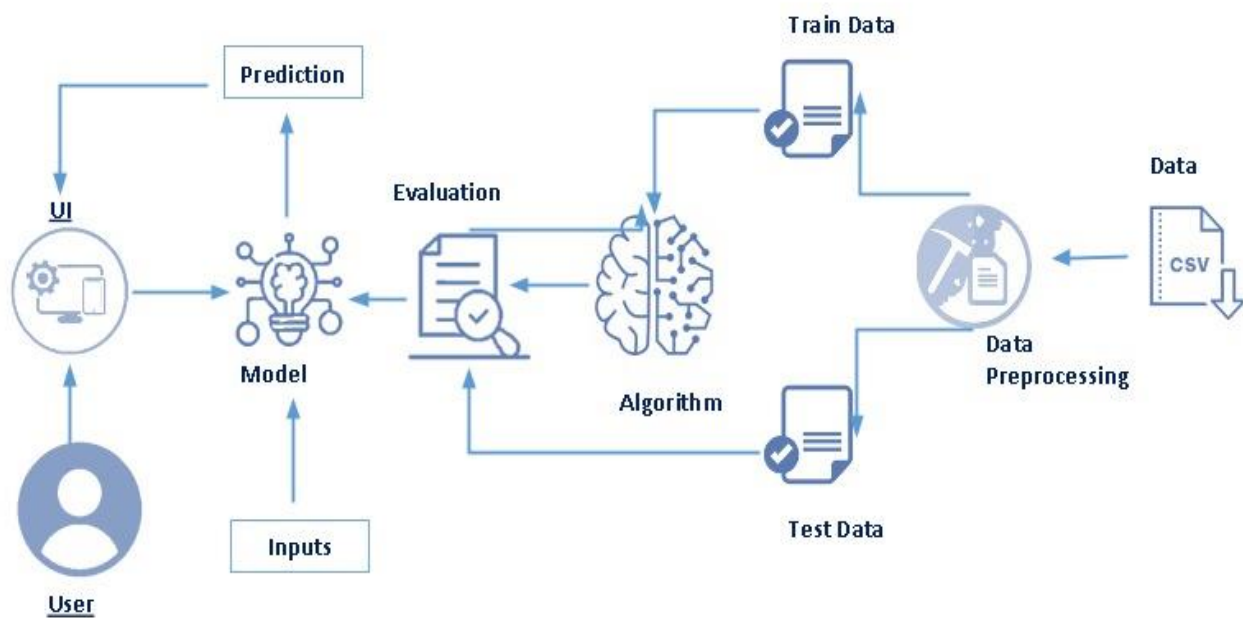 Train Data
Prediction
Data
Evaluation
UI
CSV
Data
Preprocessing
Model
Algorithm
Test Data
Inputs
User